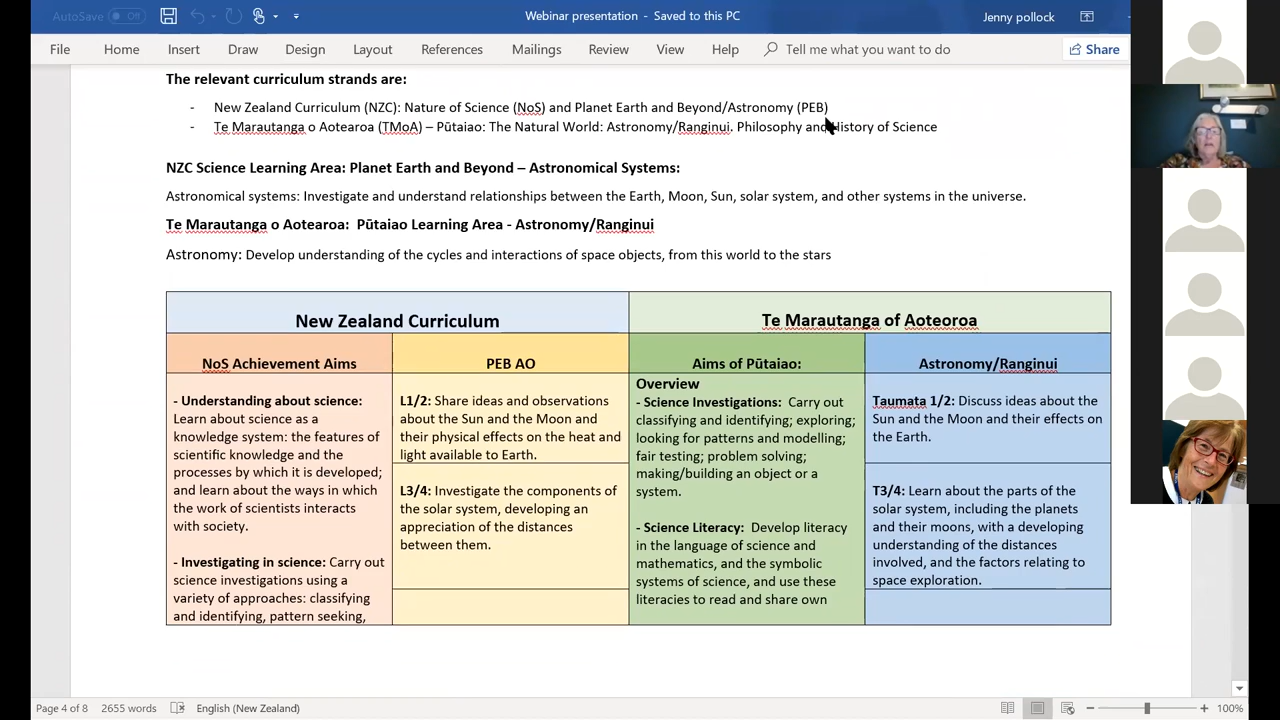 AutoSave Off
Webinar presentation - Saved to this PC
Jenny pollock
File Home Insert Draw Design Layout References Mailings Review View Help Tell me what you want to do Share
The relevant curriculum strands are:
- New Zealand Curriculum (NZC): Nature of Science (NoS) and Planet Earth and Beyond/Astronomy (PEB)
- Te Marautanga o Aotearoa (TMoA) – Pūtaiao: The Natural World: Astronomy/Ranginui. Philosophy and History of Science
NZC Science Learning Area: Planet Earth and Beyond – Astronomical Systems:
Astronomical systems: Investigate and understand relationships between the Earth, Moon, Sun, solar system, and other systems in the universe.
Te Marautanga o Aotearoa: Pūtaiao Learning Area - Astronomy/Ranginui
Astronomy: Develop understanding of the cycles and interactions of space objects, from this world to the stars
New Zealand Curriculum
Te Marautanga of Aoteoroa
NoS Achievement Aims
PEB AO
Aims of Pūtaiao:
Astronomy/Ranginui
- Understanding about science:
Learn about science as a
knowledge system: the features of
scientific knowledge and the
processes by which it is developed;
and learn about the ways in which
the work of scientists interacts
with society.
- Investigating in science: Carry out
science investigations using a
variety of approaches: classifying
and identifying, pattern seeking,
L1/2: Share ideas and observations
about the Sun and the Moon and
their physical effects on the heat and
light available to Earth.
L3/4: Investigate the components of
the solar system, developing an
appreciation of the distances
between them.
Overview
- Science Investigations: Carry out
classifying and identifying; exploring;
looking for patterns and modelling;
fair testing; problem solving;
making/building an object or a
system.
- Science Literacy: Develop literacy
in the language of science and
mathematics, and the symbolic
systems of science, and use these
literacies to read and share own
Taumata 1/2: Discuss ideas about the
Sun and the Moon and their effects on
the Earth.
T3/4: Learn about the parts of the
solar system, including the planets
and their moons, with a developing
understanding of the distances
involved, and the factors relating to
space exploration.
Page 4 of 8 2655 words English (New Zealand) 100%